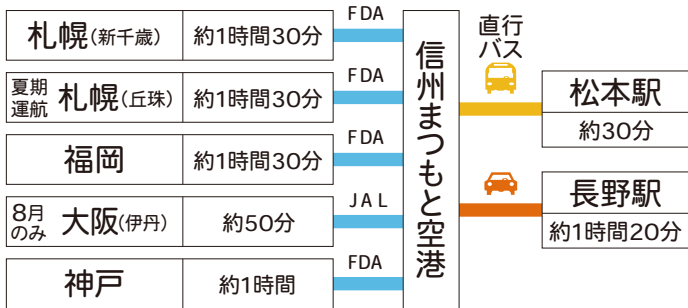 札幌(新千歳) 約1時間30分 FDA
夏期運航 札幌(丘珠) 約1時間30分 FDA
福岡 約1時間30分 FDA
8月のみ 大阪(伊丹) 約50分 JAL
神戸 約1時間 FDA
信州まつもと空港
直行
バス
松本駅
約30分
長野駅
約1時間20分